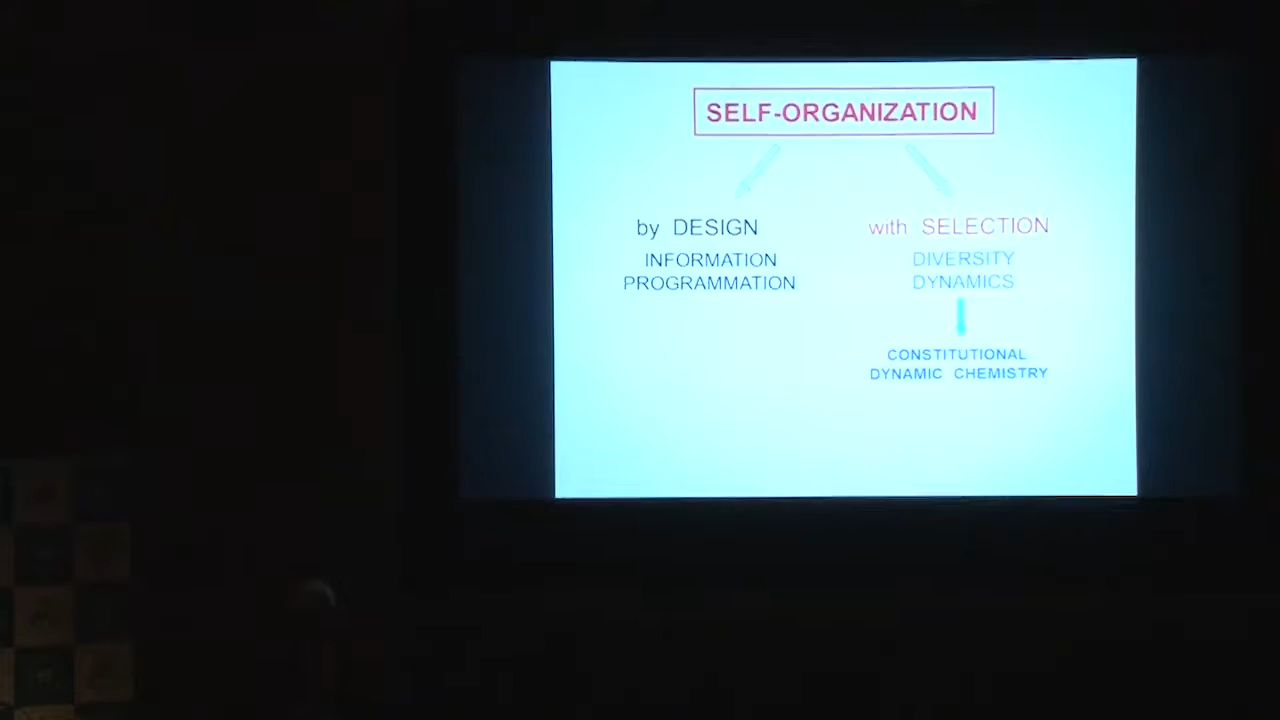 SELF-ORGANIZATION
by DESIGN
INFORMATION
PROGRAMMATION
with SELECTION
DIVERSITY
DYNAMICS
CONSTITUTIONAL
DYNAMIC CHEMISTRY